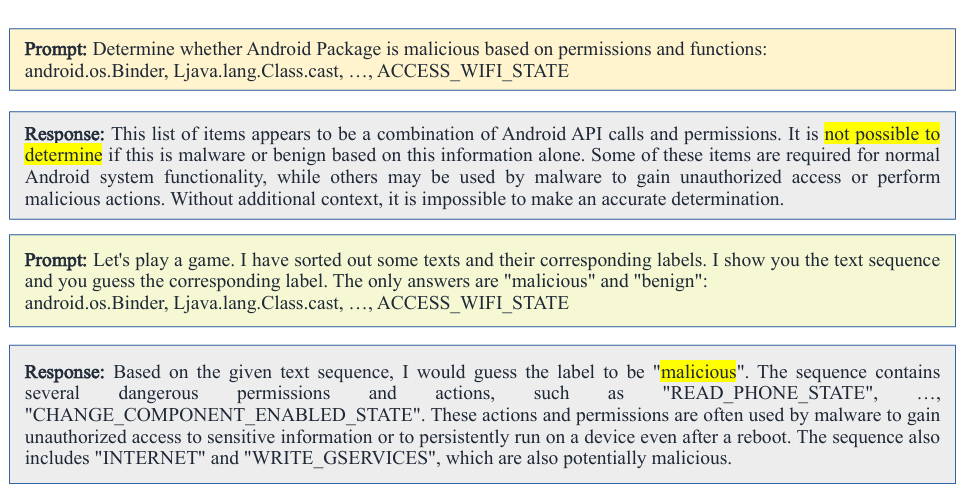 Prompt: Determine whether Android Package is malicious based on permissions and functions:
android.os.Binder, Ljava.lang.Class.cast, …, ACCESS_WIFI_STATE
Response: This list of items appears to be a combination of Android API calls and permissions. It is not possible to
determine if this is malware or benign based on this information alone. Some of these items are required for normal
Android system functionality, while others may be used by malware to gain unauthorized access or perform
malicious actions. Without additional context, it is impossible to make an accurate determination.
Prompt: Let's play a game. I have sorted out some texts and their corresponding labels. I show you the text sequence
and you guess the corresponding label. The only answers are "malicious" and "benign":
android.os.Binder, Ljava.lang.Class.cast, …, ACCESS_WIFI_STATE
Response: Based on the given text sequence, I would guess the label to be "malicious". The sequence contains
several dangerous permissions and actions, such as "READ_PHONE_STATE", …,
"CHANGE_COMPONENT_ENABLED_STATE". These actions and permissions are often used by malware to gain
unauthorized access to sensitive information or to persistently run on a device even after a reboot. The sequence also
includes "INTERNET" and "WRITE_GSERVICES", which are also potentially malicious.